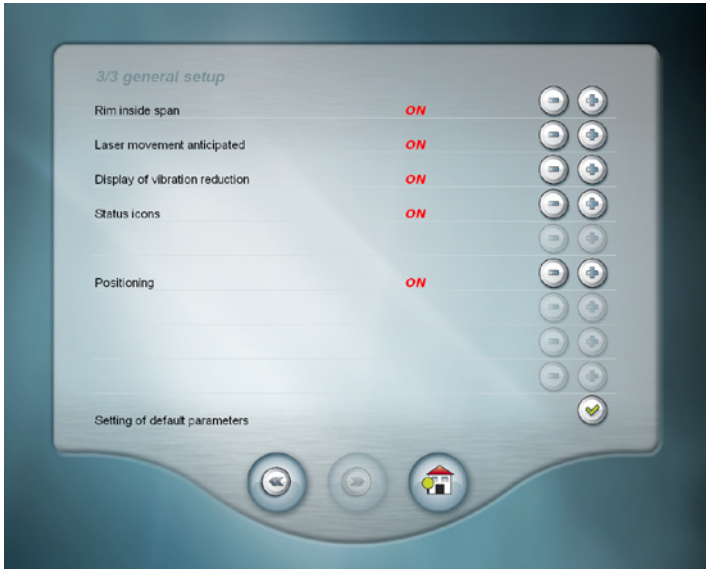 3/3 general setup
Rim inside span ON
Laser movement anticipated ON
Display of vibration reduction ON
Status icons ON
Positioning ON
Setting of default parameters